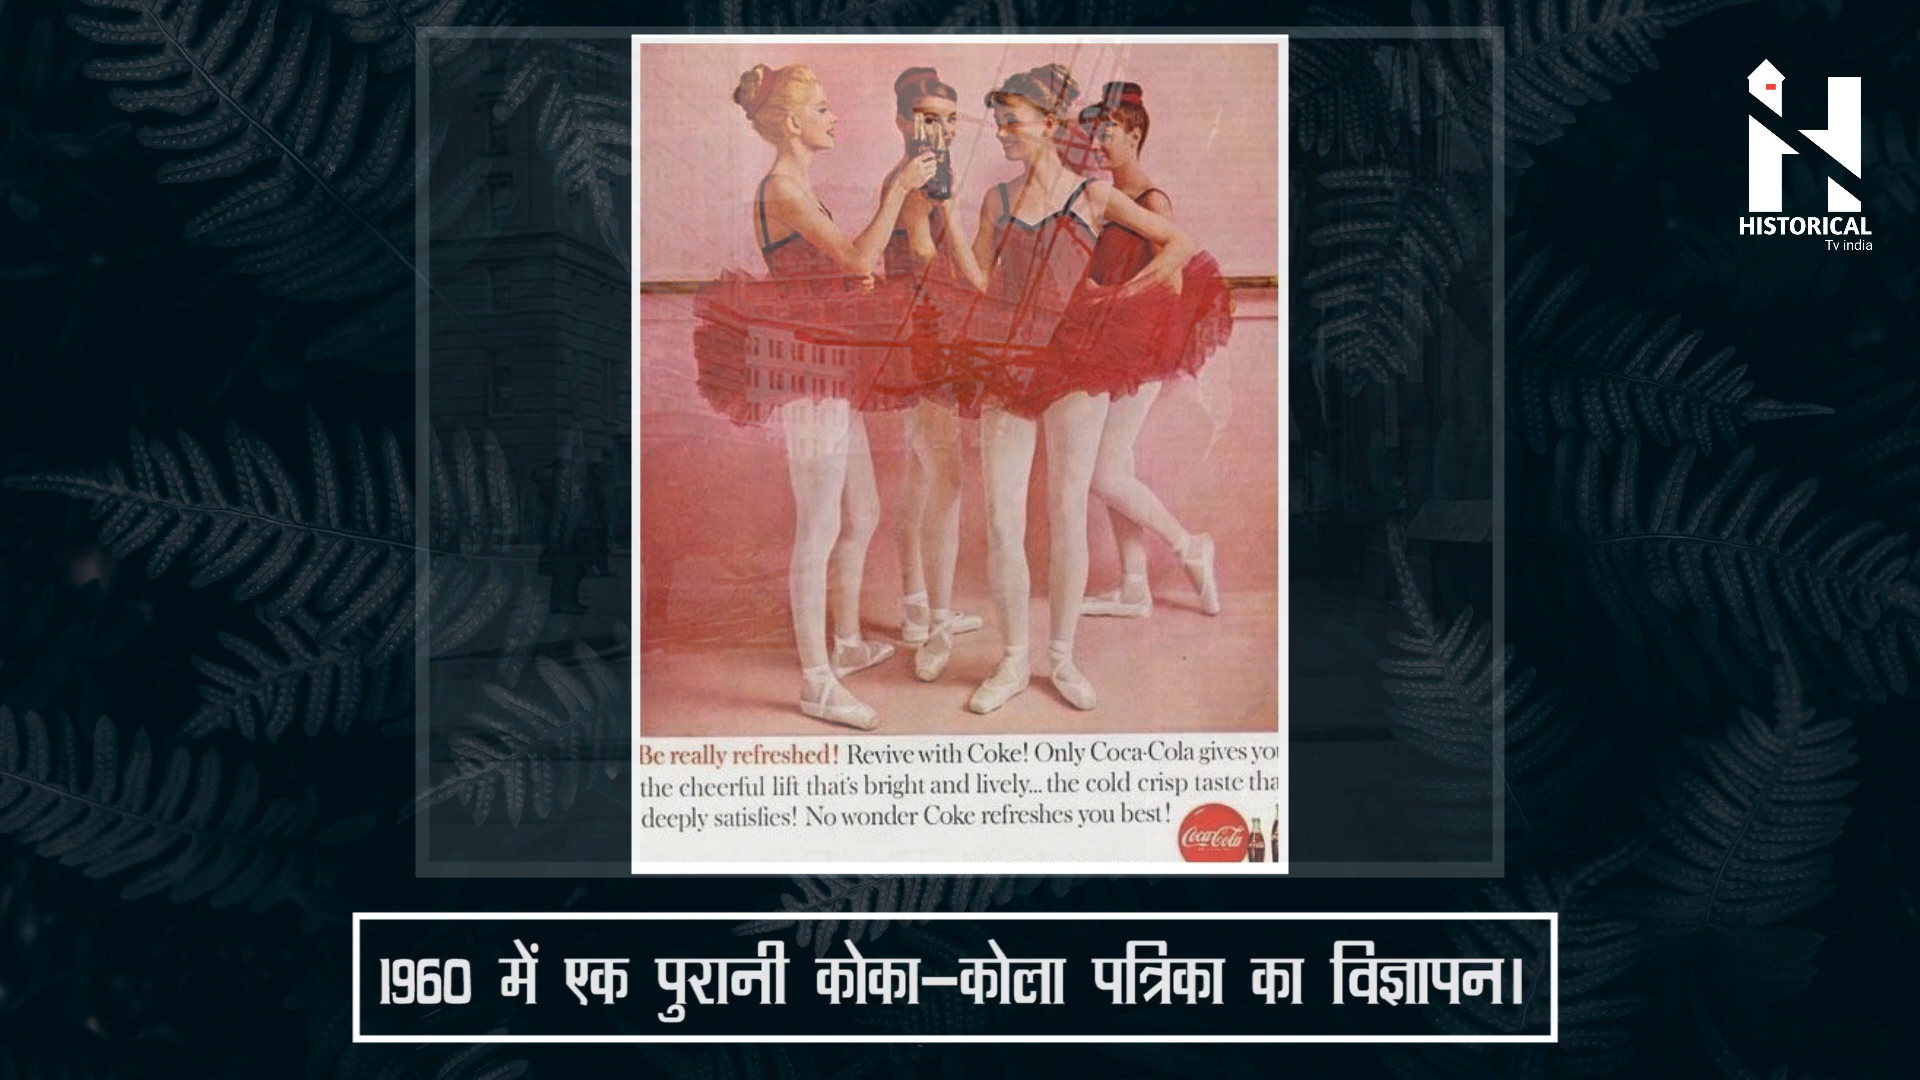 HISTORICAL
Tv india
Be really refreshed! Revive with Coke! Only Coca-Cola gives you
the cheerful lift that's bright and lively... the cold crisp taste tha
deeply satisfies! No wonder Coke refreshes you best!
Coca-Cola
1960 में एक पुरानी कोका-कोला पत्रिका का विज्ञापन।